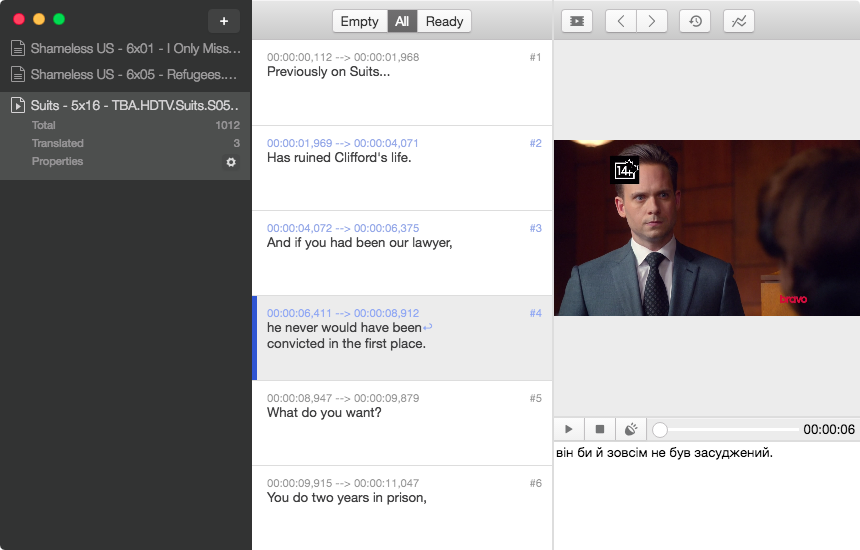 +
Shameless US - 6x01 - I Only Miss...
Shameless US - 6x05 - Refugees....
Suits - 5x16 - TBA.HDTV.Suits.S05..
Total 1012
Translated 3
Properties
Empty All Ready
00:00:00,112 --> 00:00:01,968 #1
Previously on Suits...
00:00:01,969 --> 00:00:04,071 #2
Has ruined Clifford's life.
00:00:04,072 --> 00:00:06,375 #3
And if you had been our lawyer,
00:00:06,411 --> 00:00:08,912 #4
he never would have been↩
convicted in the first place.
00:00:08,947 --> 00:00:09,879 #5
What do you want?
00:00:09,915 --> 00:00:11,047 #6
You do two years in prison,
14+
bravo
00:00:06
він би й зовсім не був засуджений.